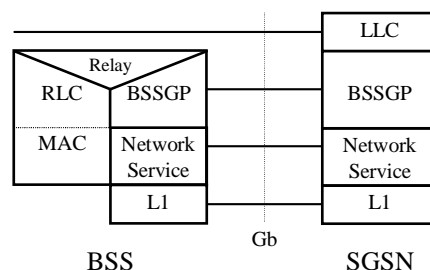 LLC
Relay
RLC
BSSGP
BSSGP
MAC
Network
Service
Network
Service
L1
L1
Gb
BSS
SGSN